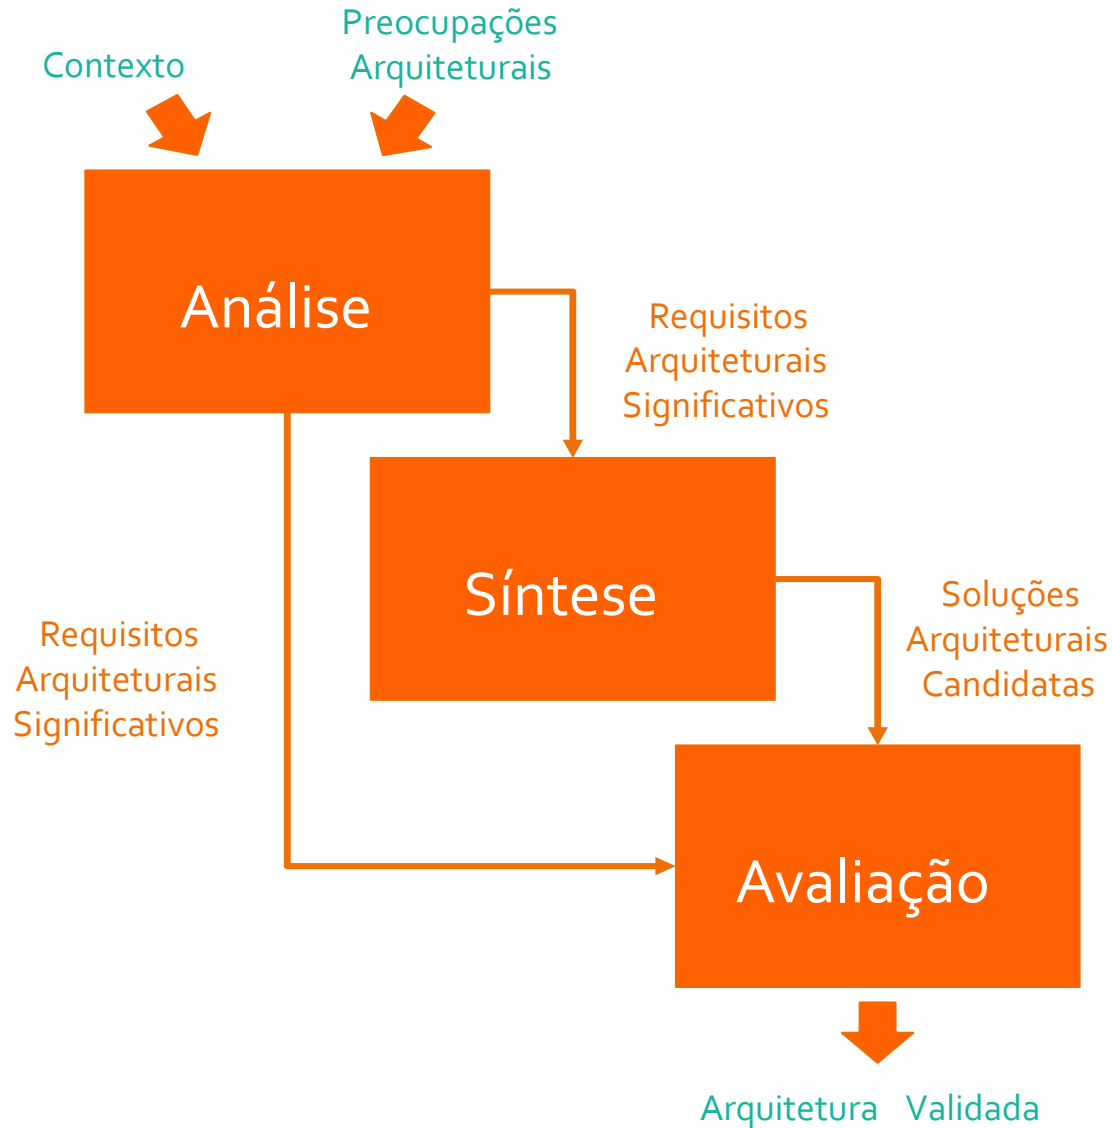 Contexto
Preocupações
Arquiteturais
Análise
Requisitos
Arquiteturais
Significativos
Síntese
Requisitos
Arquiteturais
Significativos
Soluções
Arquiteturais
Candidatas
Avaliação
Arquitetura Validada